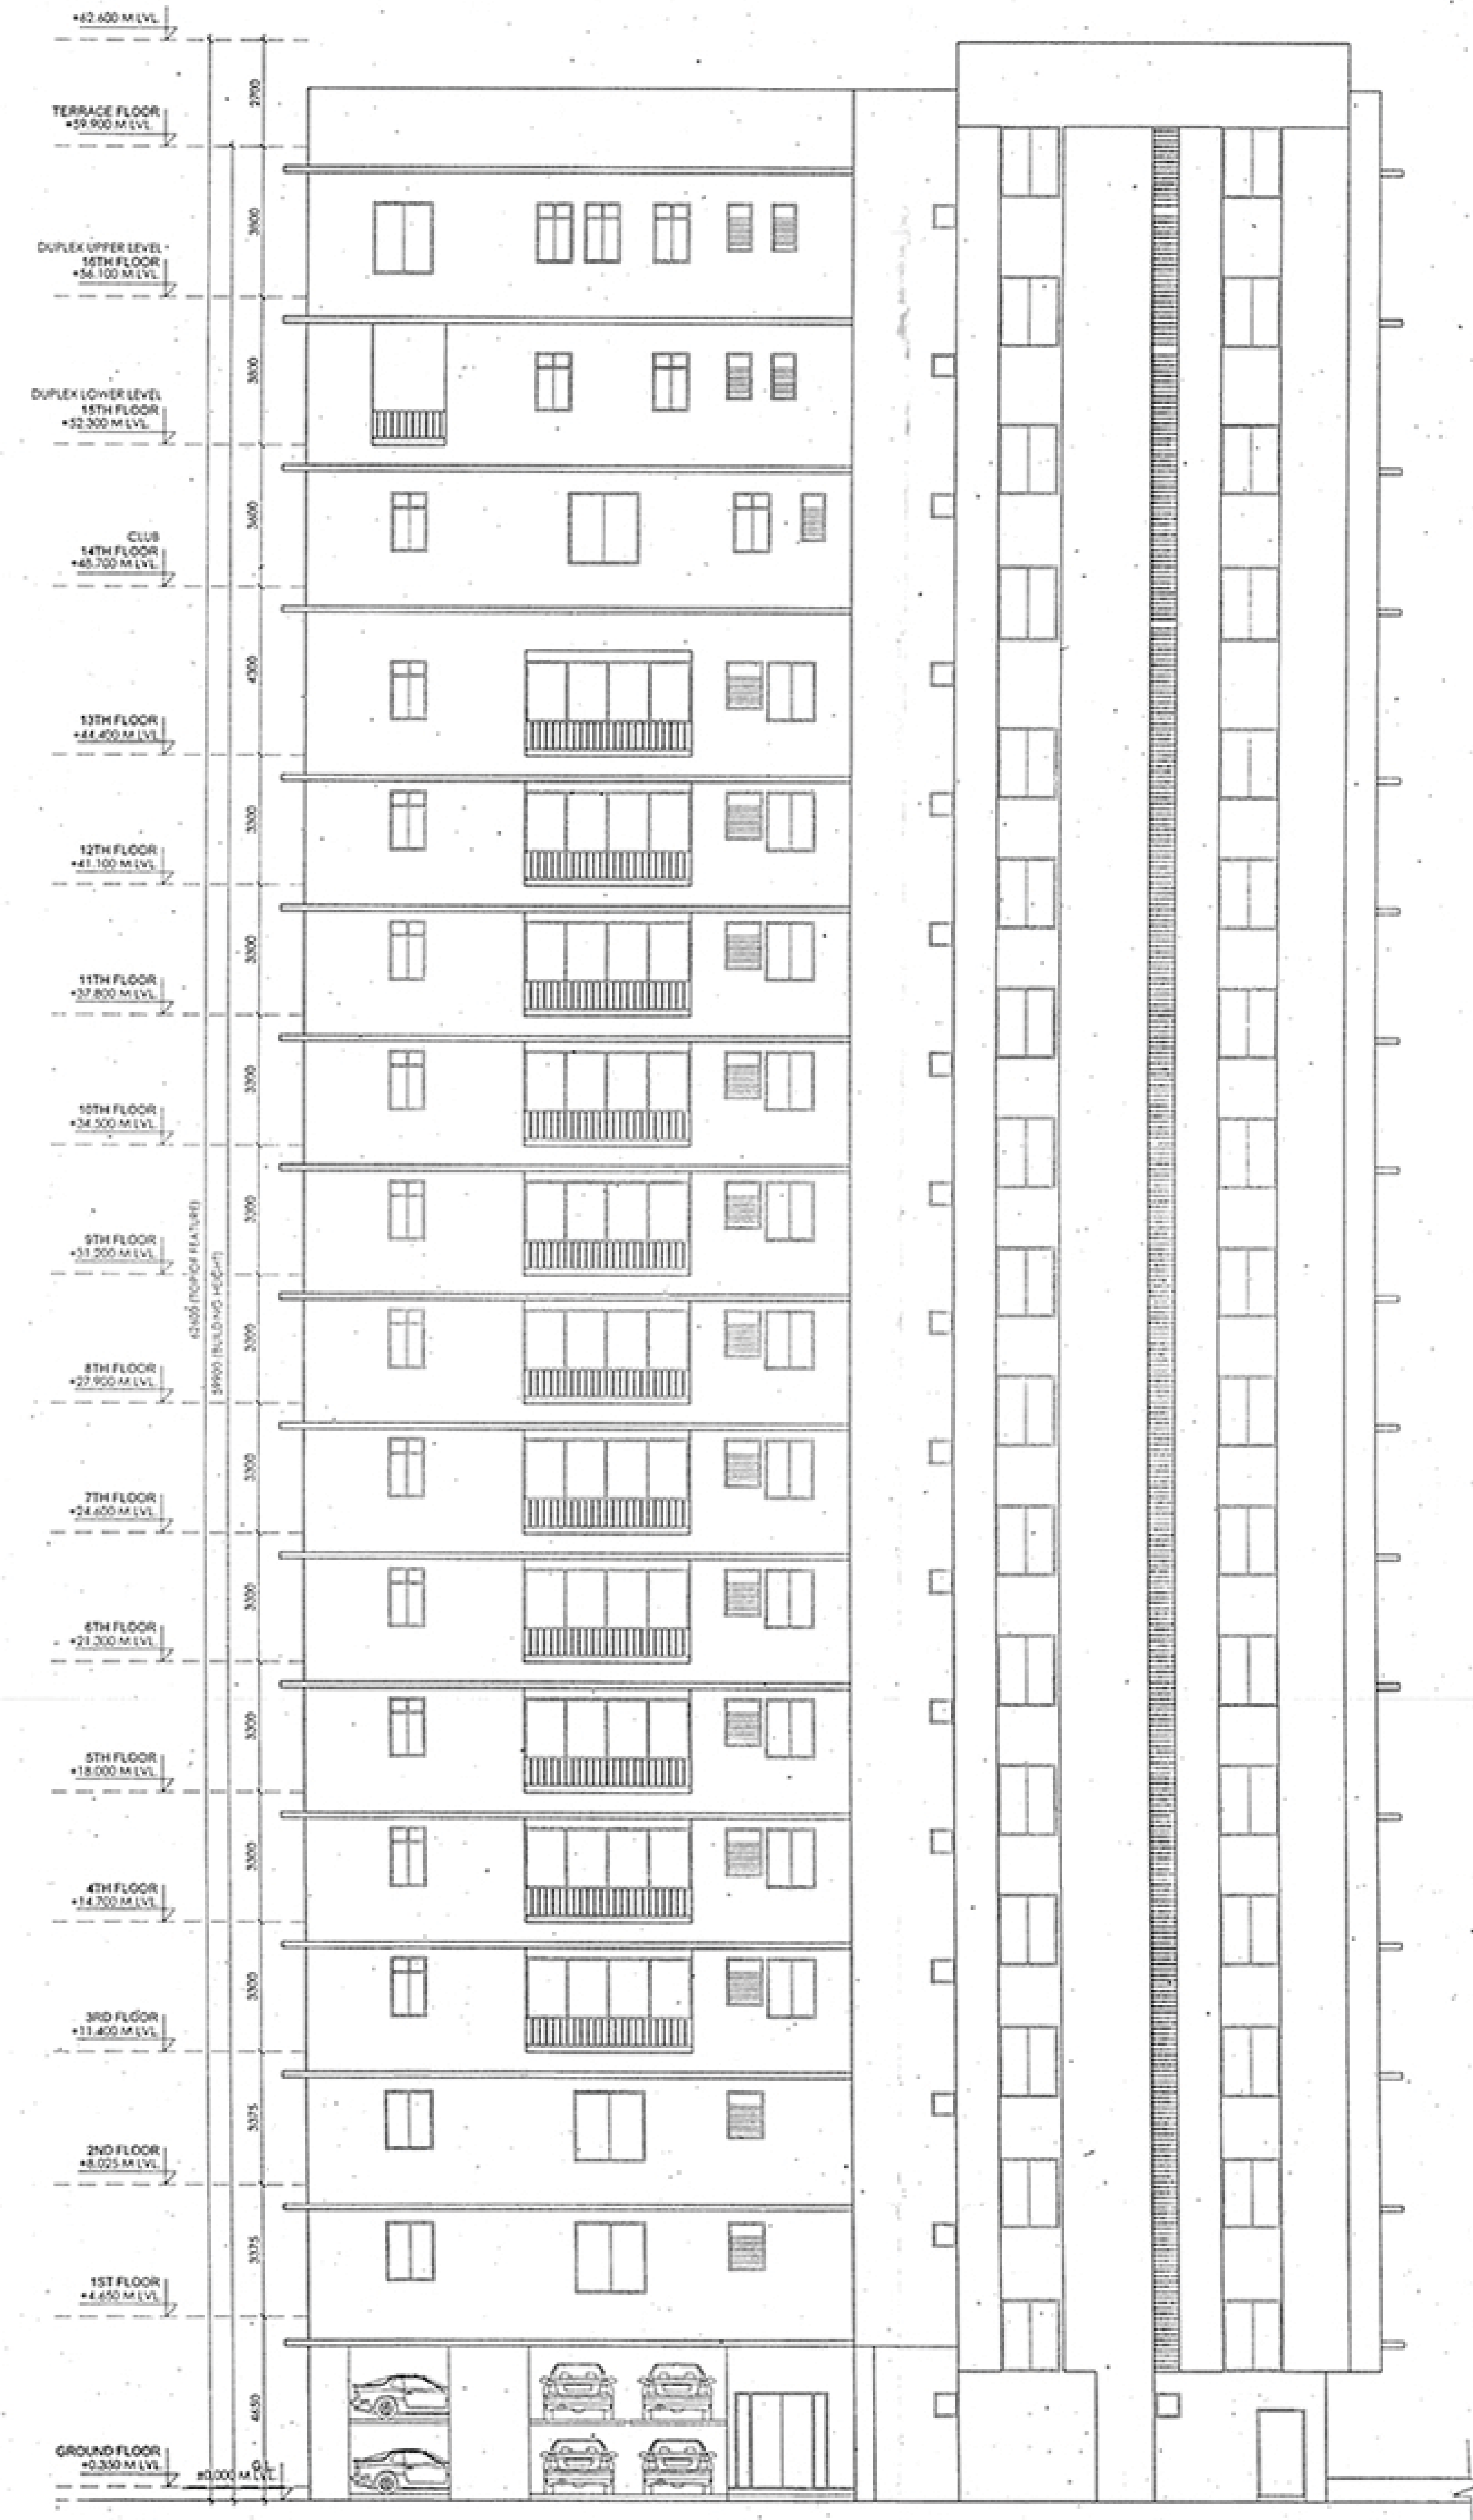 +62.600 M LVL.
2700
TERRACE FLOOR
+59.900 M LVL.
3800
DUPLEX UPPER LEVEL
16TH FLOOR
+56.100 M LVL.
3800
DUPLEX LOWER LEVEL
15TH FLOOR
+52.300 M LVL.
3600
CLUB
14TH FLOOR
+48.700 M LVL.
4300
13TH FLOOR
+44.400 M LVL.
3300
12TH FLOOR
+41.100 M LVL.
3300
11TH FLOOR
+37.800 M LVL.
3300
10TH FLOOR
+34.500 M LVL.
3300
9TH FLOOR
+31.200 M LVL.
62600 (TOP OF FEATURE)
59900 (BUILDING HEIGHT)
3300
8TH FLOOR
+27.900 M LVL.
3300
7TH FLOOR
+24.600 M LVL.
3300
6TH FLOOR
+21.300 M LVL.
3300
5TH FLOOR
+18.000 M LVL.
3300
4TH FLOOR
+14.700 M LVL.
3300
3RD FLOOR
+11.400 M LVL.
3375
2ND FLOOR
+8.025 M LVL.
3375
1ST FLOOR
+4.650 M LVL.
4650
GROUND FLOOR
+0.350 M LVL.
±0.000 M LVL.